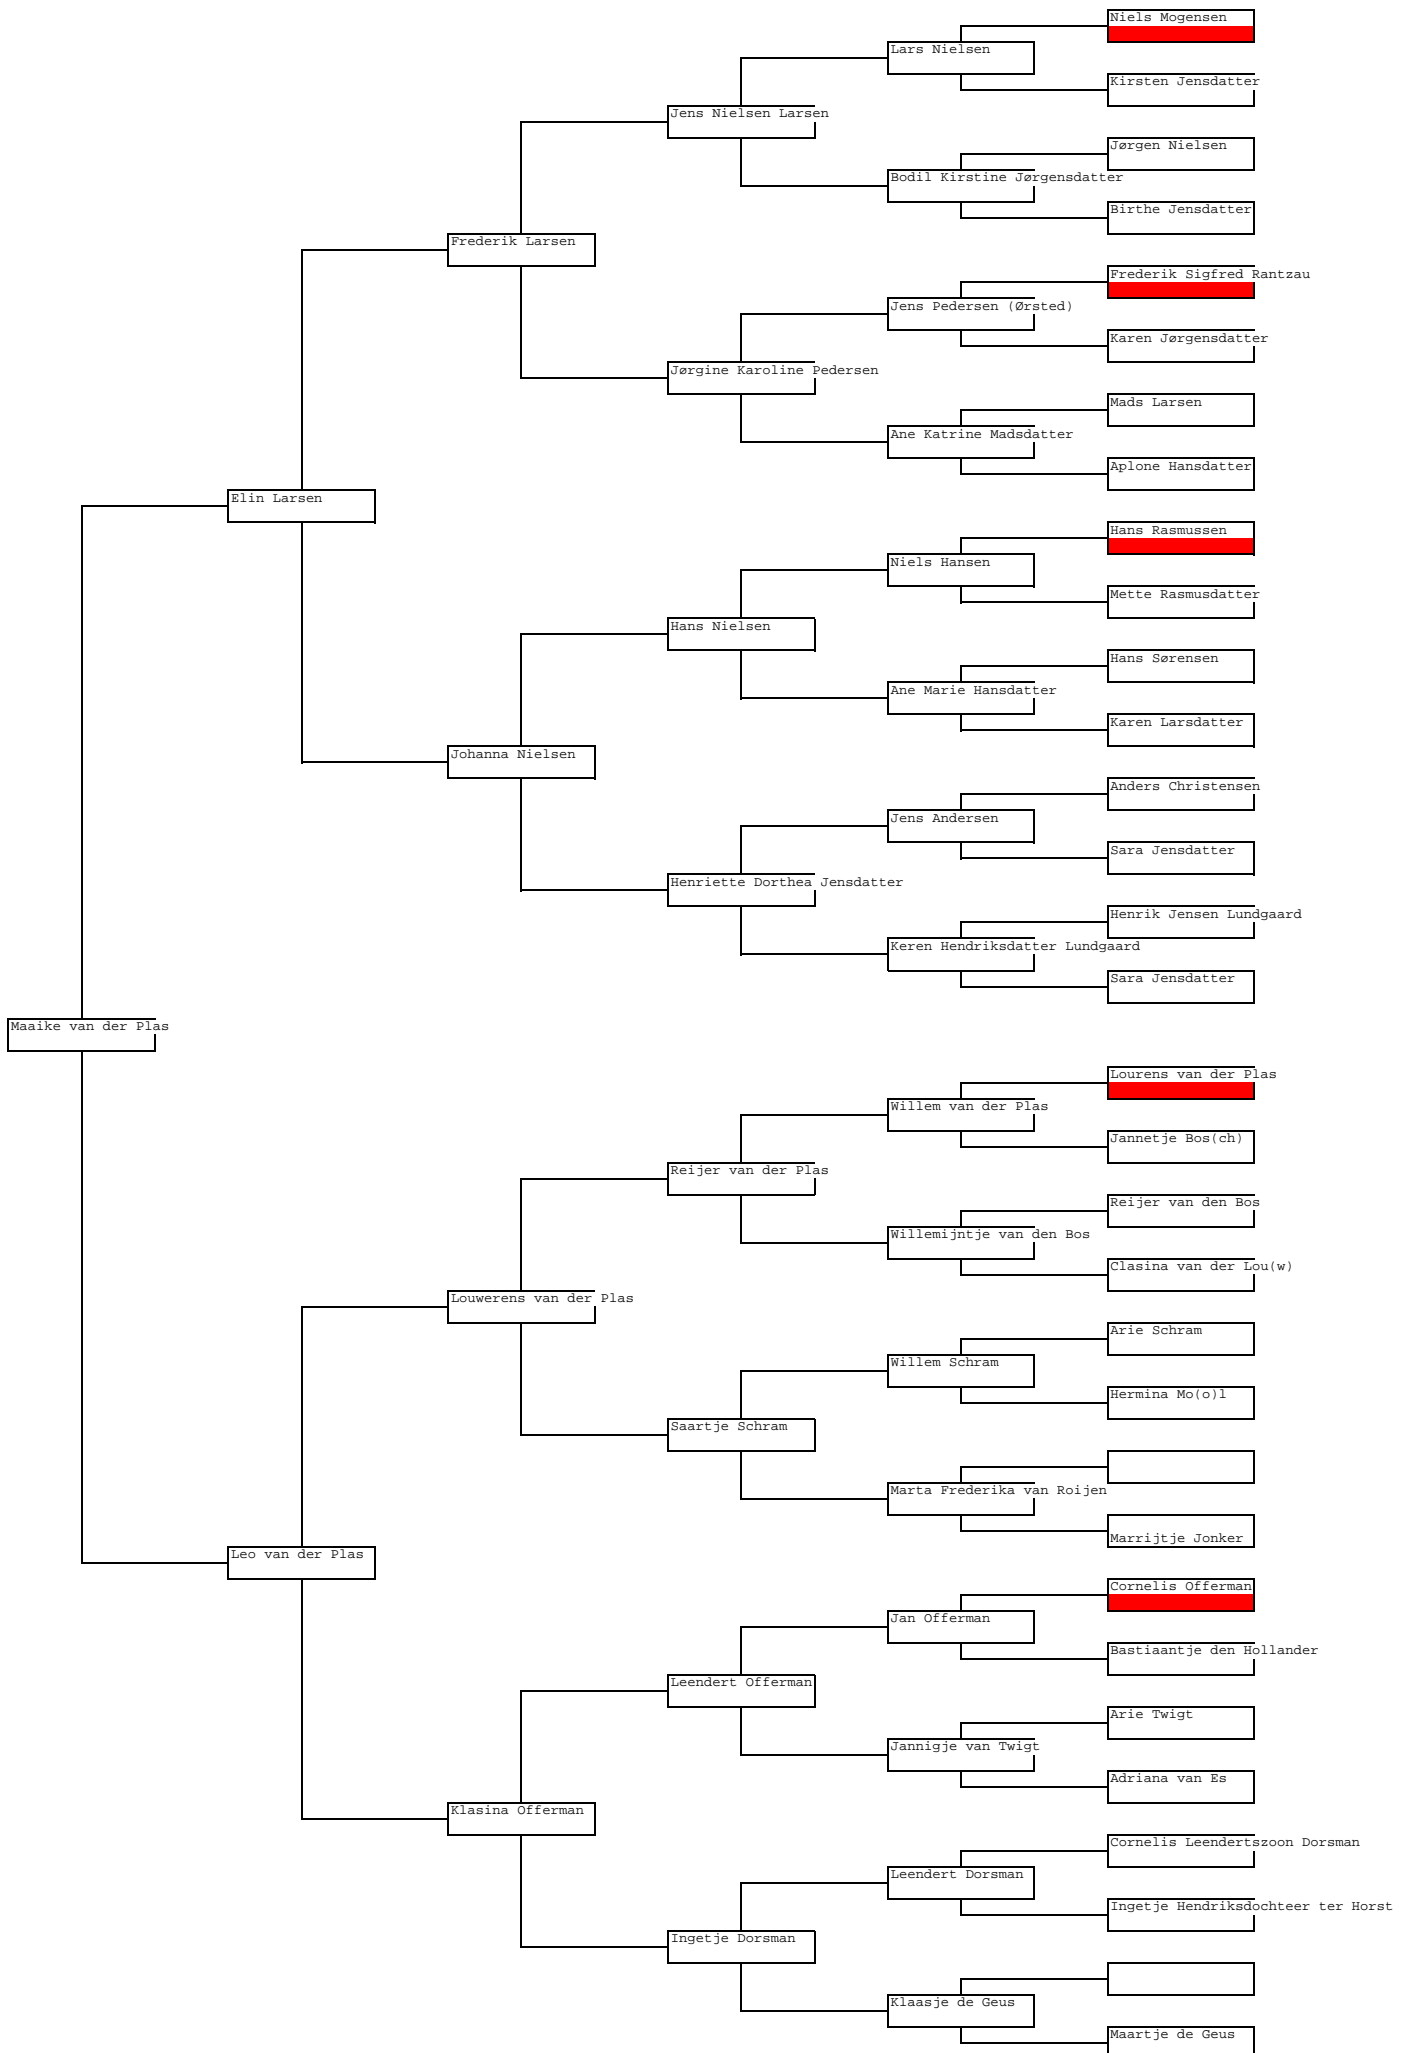 Niels Mogensen
Lars Nielsen
Kirsten Jensdatter
Jens Nielsen Larsen
Jørgen Nielsen
Bodil Kirstine Jørgensdatter
Birthe Jensdatter
Frederik Larsen
Frederik Sigfred Rantzau
Jens Pedersen (Ørsted)
Karen Jørgensdatter
Jørgine Karoline Pedersen
Mads Larsen
Ane Katrine Madsdatter
Aplone Hansdatter
Elin Larsen
Hans Rasmussen
Niels Hansen
Mette Rasmusdatter
Hans Nielsen
Hans Sørensen
Ane Marie Hansdatter
Karen Larsdatter
Johanna Nielsen
Anders Christensen
Jens Andersen
Sara Jensdatter
Henriette Dorthea Jensdatter
Henrik Jensen Lundgaard
Keren Hendriksdatter Lundgaard
Sara Jensdatter
Maaike van der Plas
Lourens van der Plas
Willem van der Plas
Jannetje Bos(ch)
Reijer van der Plas
Reijer van den Bos
Willemijntje van den Bos
Clasina van der Lou(w)
Louwerens van der Plas
Arie Schram
Willem Schram
Hermina Mo(o)l
Saartje Schram
Marta Frederika van Roijen
Marrijtje Jonker
Leo van der Plas
Cornelis Offerman
Jan Offerman
Bastiaantje den Hollander
Leendert Offerman
Arie Twigt
Jannigje van Twigt
Adriana van Es
Klasina Offerman
Cornelis Leendertszoon Dorsman
Leendert Dorsman
Ingetje Hendriksdochteer ter Horst
Ingetje Dorsman
Klaasje de Geus
Maartje de Geus